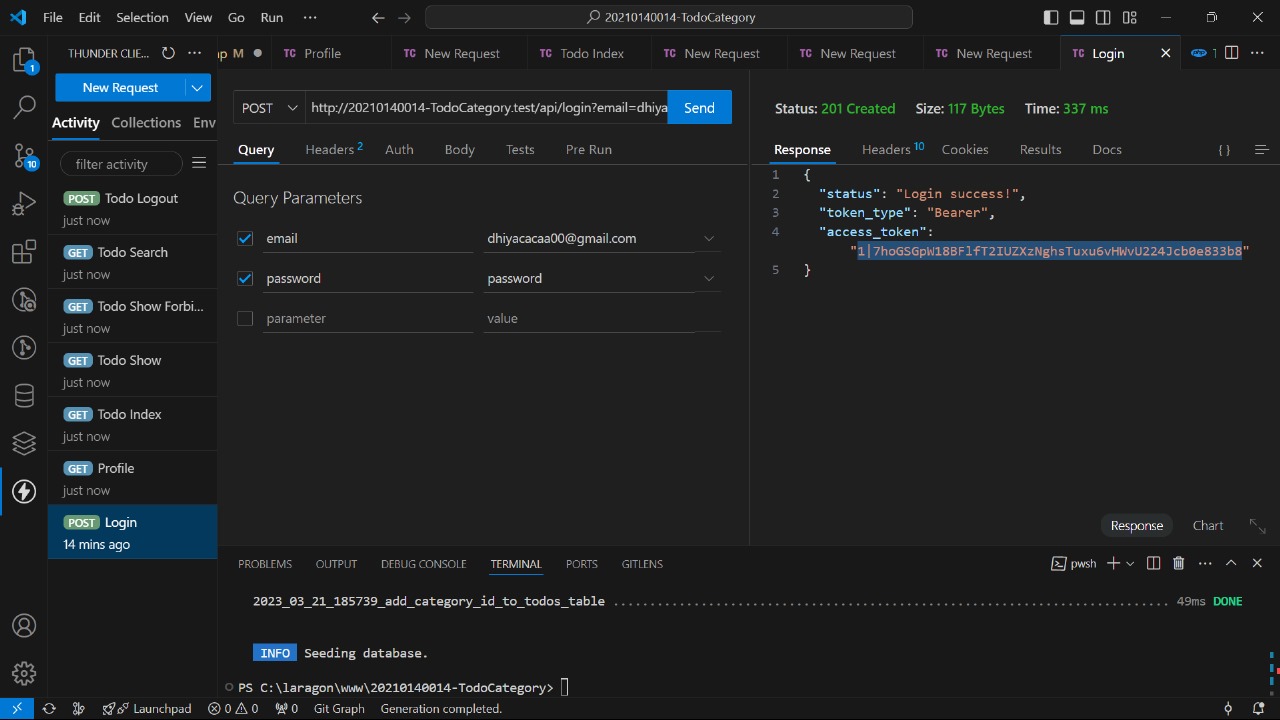 File Edit Selection View Go Run ··· 20210140014-TodoCategory
THUNDER CLIE... ··· M Profile New Request Todo Index New Request New Request New Request Login
TC TC TC TC TC TC TC
1
New Request
POST http://20210140014-TodoCategory.test/api/login?email=dhiya Send
Status: 201 Created Size: 117 Bytes Time: 337 ms
Activity Collections Env
filter activity
Query Headers 2 Auth Body Tests Pre Run
Response Headers 10 Cookies Results Docs { }
10
POST Todo Logout
just now
GET Todo Search
just now
GET Todo Show Forbi...
just now
GET Todo Show
just now
GET Todo Index
just now
GET Profile
just now
POST Login
14 mins ago
Query Parameters
email dhiyacacaa00@gmail.com
password password
parameter value
1 {
2 "status": "Login success!",
3 "token_type": "Bearer",
4 "access_token":
"1|7hoGSGpW18BFlfT2IUZXzNghsTuxu6vHWvU224Jcb0e833b8"
5 }
Response Chart
PROBLEMS OUTPUT DEBUG CONSOLE TERMINAL PORTS GITLENS pwsh
2023_03_21_185739_add_category_id_to_todos_table ........................................................................ 49ms DONE
INFO Seeding database.
PS C:\laragon\www\20210140014-TodoCategory>
Launchpad 0 0 0 Git Graph Generation completed.